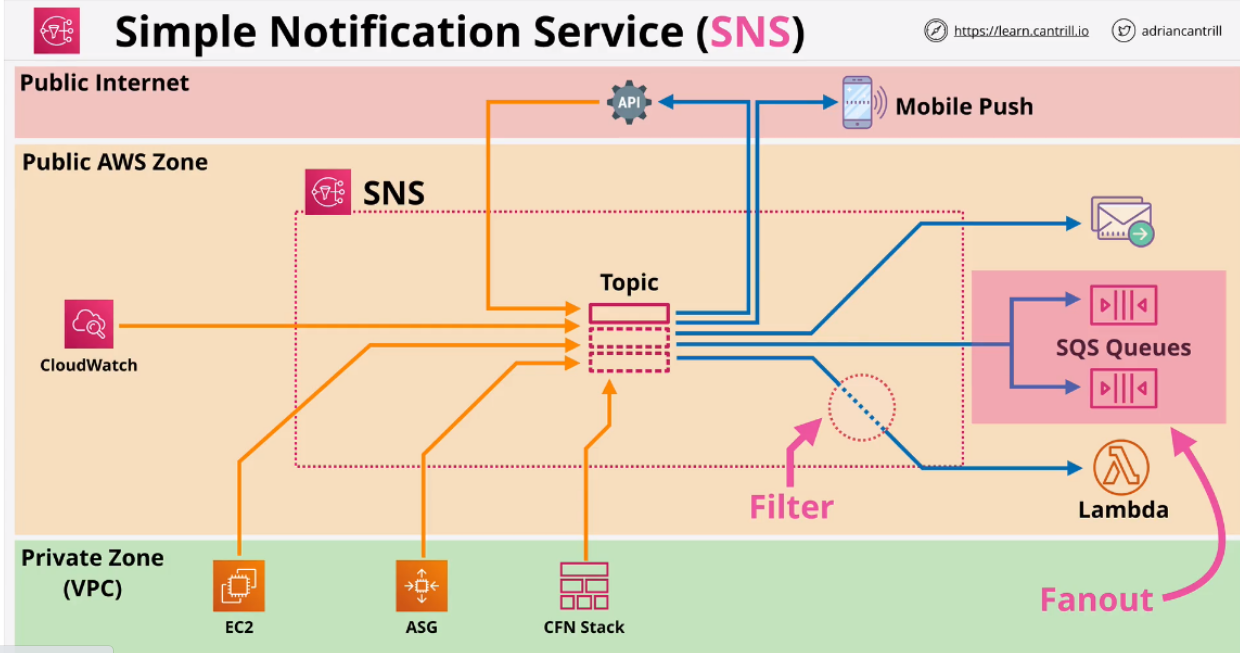 Simple Notification Service (SNS)
https://learn.cantrill.io
adriancantrill
Public Internet
API
Mobile Push
Public AWS Zone
SNS
Topic
CloudWatch
SQS Queues
Filter
Lambda
Private Zone
(VPC)
EC2
ASG
CFN Stack
Fanout